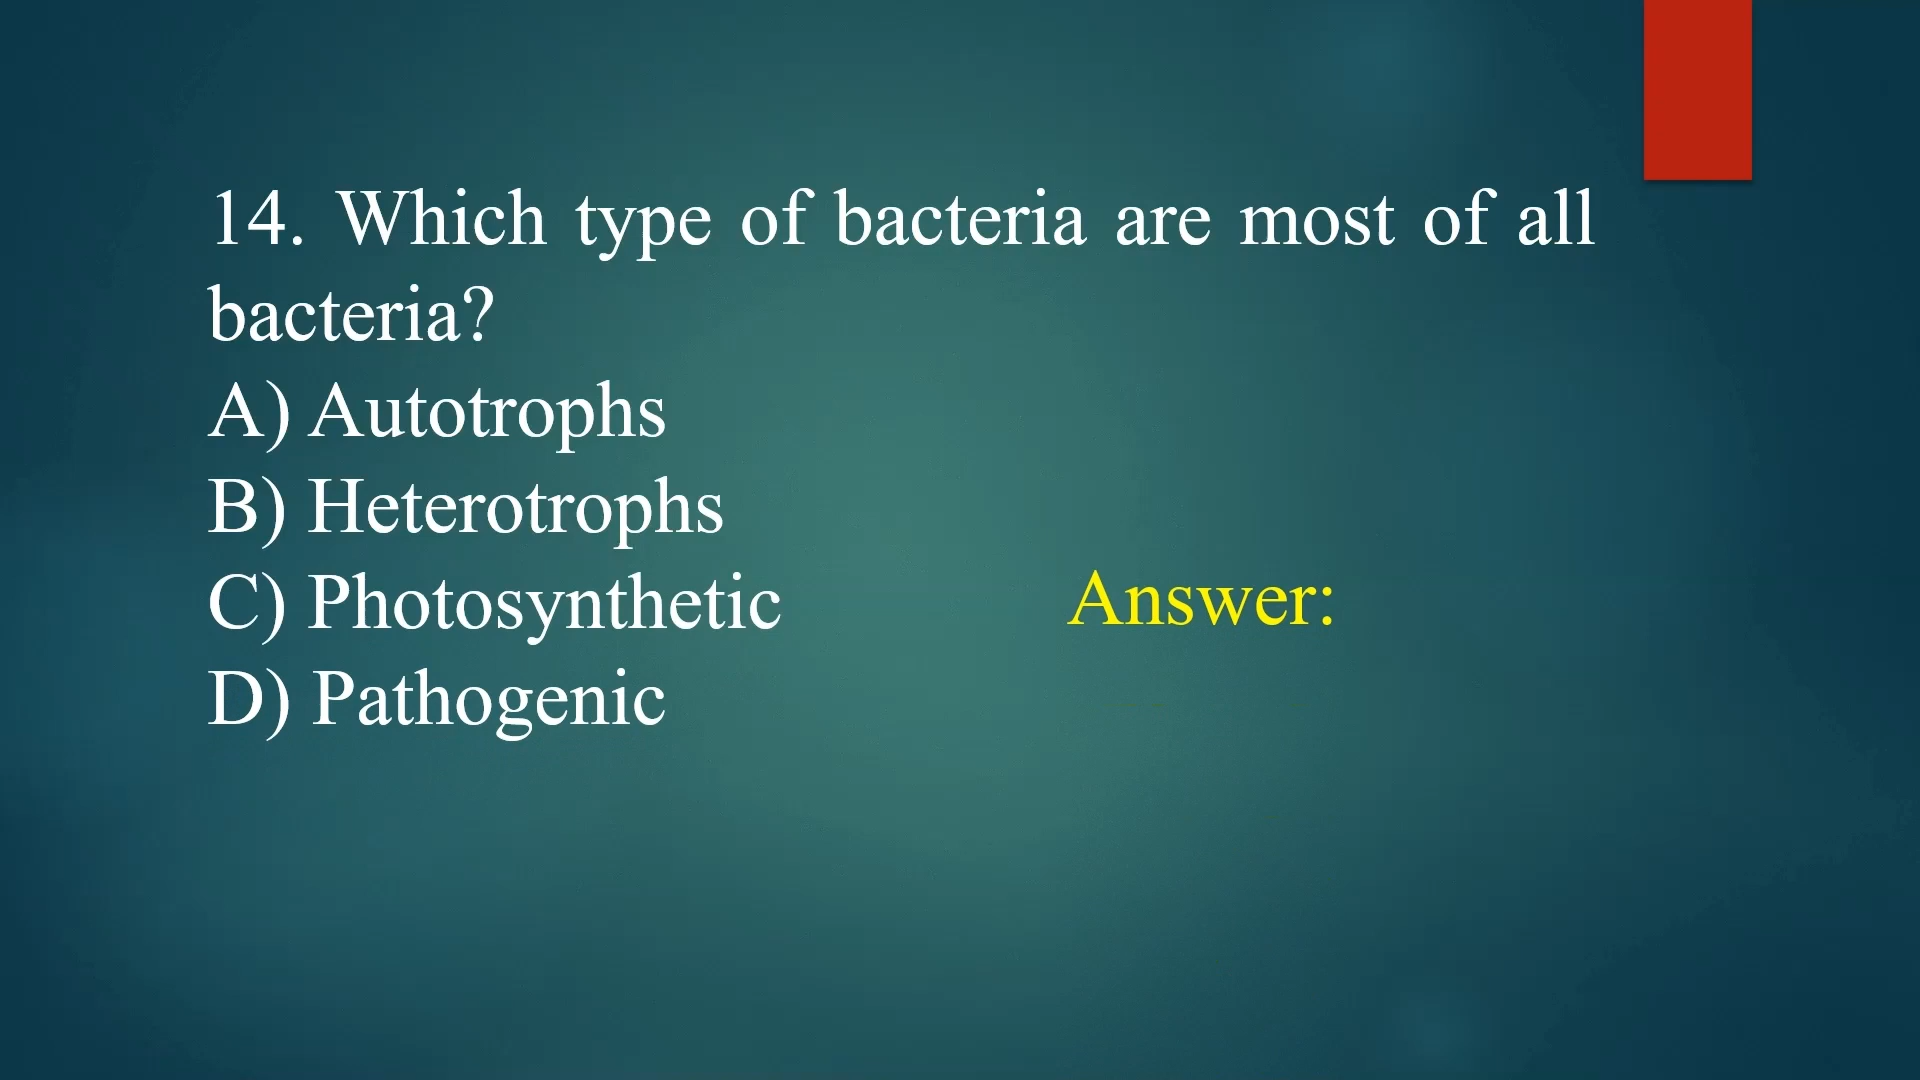 14. Which type of bacteria are most of all
bacteria?
A) Autotrophs
B) Heterotrophs
C) Photosynthetic
Answer:
D) Pathogenic